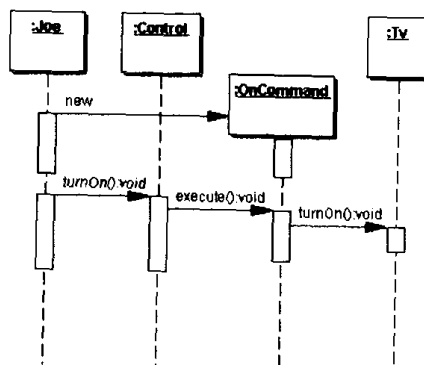 :Joe
:Control
:Tv
:OnCommand
new
turnOn():void
execute():void
turnOn():void